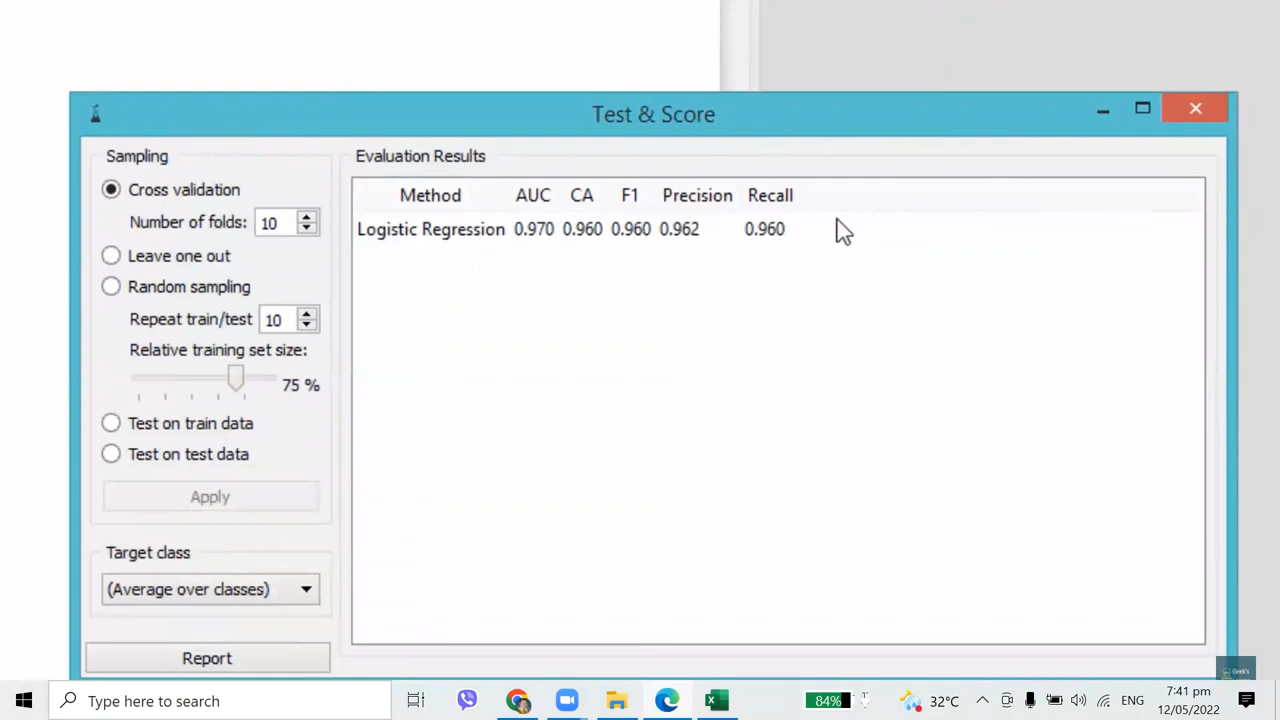 Test & Score
Sampling
Cross validation
Number of folds: 10
Leave one out
Random sampling
Repeat train/test 10
Relative training set size:
75 %
Test on train data
Test on test data
Apply
Target class
(Average over classes)
Report
Evaluation Results
Method AUC CA F1 Precision Recall
Logistic Regression 0.970 0.960 0.960 0.962 0.960
Geek's
Type here to search
84%
32°C
ENG
7:41 pm
12/05/2022